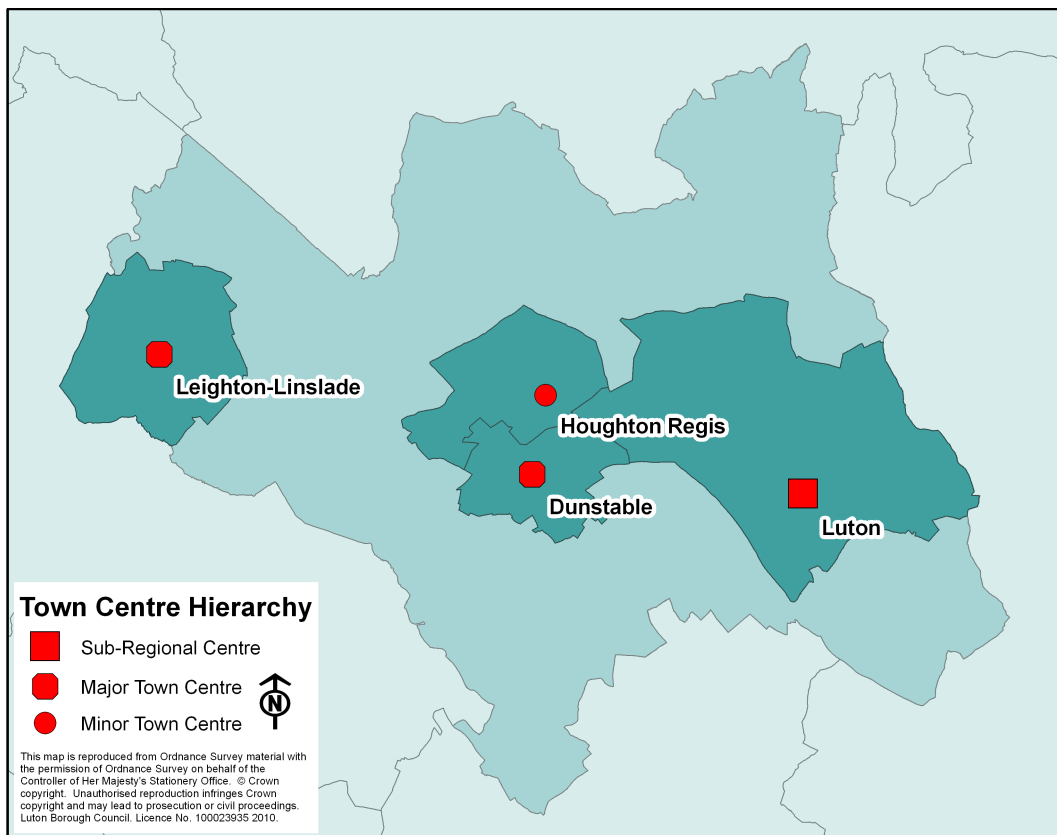 Leighton-Linslade
Houghton Regis
Dunstable
Luton
Town Centre Hierarchy
Sub-Regional Centre
Major Town Centre
Minor Town Centre
N
This map is reproduced from Ordnance Survey material with
the permission of Ordnance Survey on behalf of the
Controller of Her Majesty's Stationery Office. © Crown
copyright. Unauthorised reproduction infringes Crown
copyright and may lead to prosecution or civil proceedings.
Luton Borough Council. Licence No. 100023935 2010.